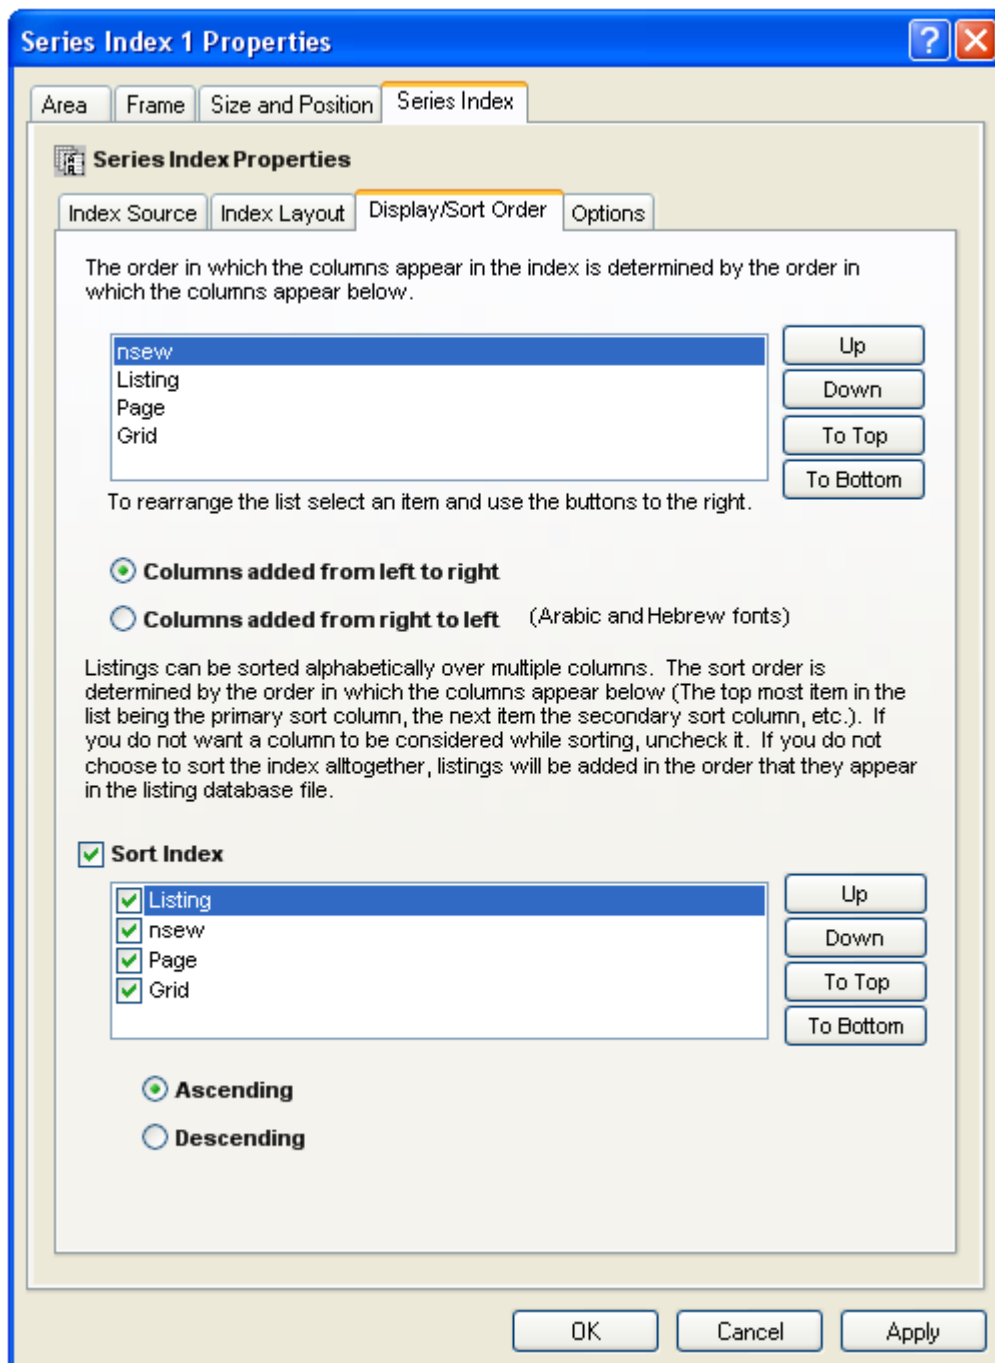 Series Index 1 Properties
?
Area Frame Size and Position Series Index
Series Index Properties
Index Source Index Layout Display/Sort Order Options
The order in which the columns appear in the index is determined by the order in
which the columns appear below.
nsew
Listing
Page
Grid
Up
Down
To Top
To Bottom
To rearrange the list select an item and use the buttons to the right.
Columns added from left to right
Columns added from right to left (Arabic and Hebrew fonts)
Listings can be sorted alphabetically over multiple columns. The sort order is
determined by the order in which the columns appear below (The top most item in the
list being the primary sort column, the next item the secondary sort column, etc.). If
you do not want a column to be considered while sorting, uncheck it. If you do not
choose to sort the index alltogether, listings will be added in the order that they appear
in the listing database file.
Sort Index
Listing
nsew
Page
Grid
Up
Down
To Top
To Bottom
Ascending
Descending
OK Cancel Apply